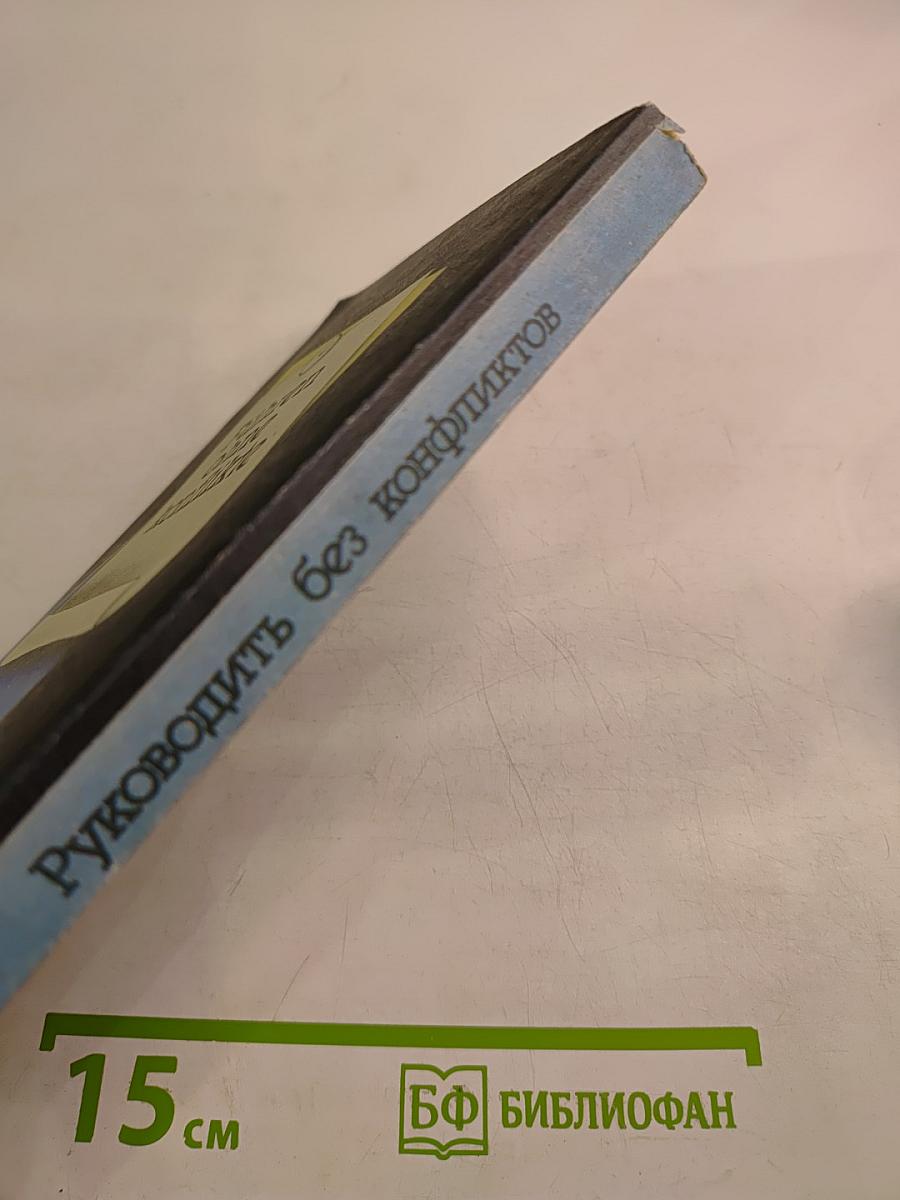 Руководить без конфликтов
15 см
БФ БИБЛИОФАН